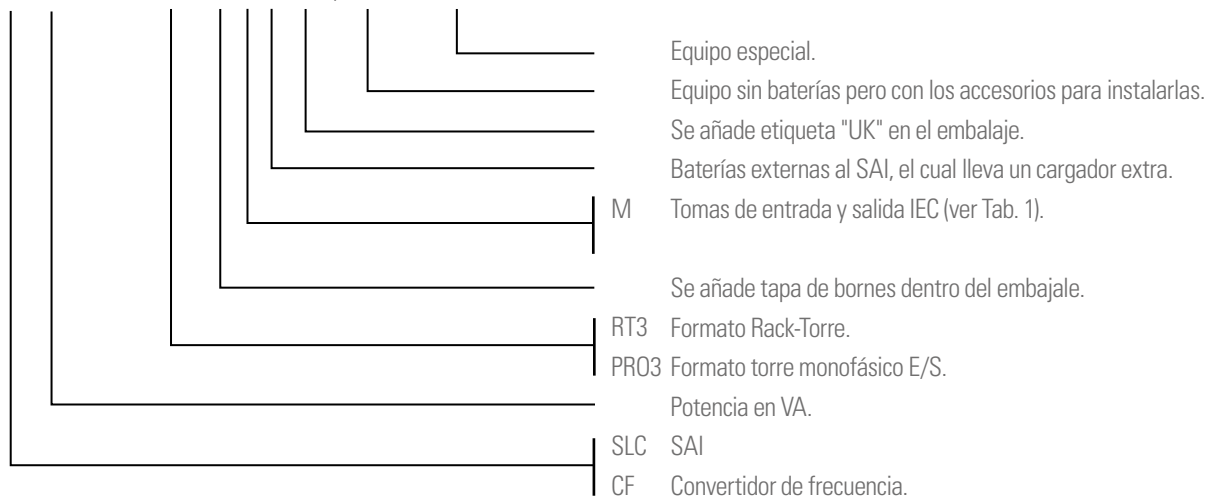 Equipo especial.
Equipo sin baterías pero con los accesorios para instalarlas.
Se añade etiqueta "UK" en el embalaje.
Baterías externas al SAI, el cual lleva un cargador extra.
M Tomas de entrada y salida IEC (ver Tab. 1).
Se añade tapa de bornes dentro del embajale.
RT3 Formato Rack-Torre.
PRO3 Formato torre monofásico E/S.
Potencia en VA.
SLC SAI
CF Convertidor de frecuencia.